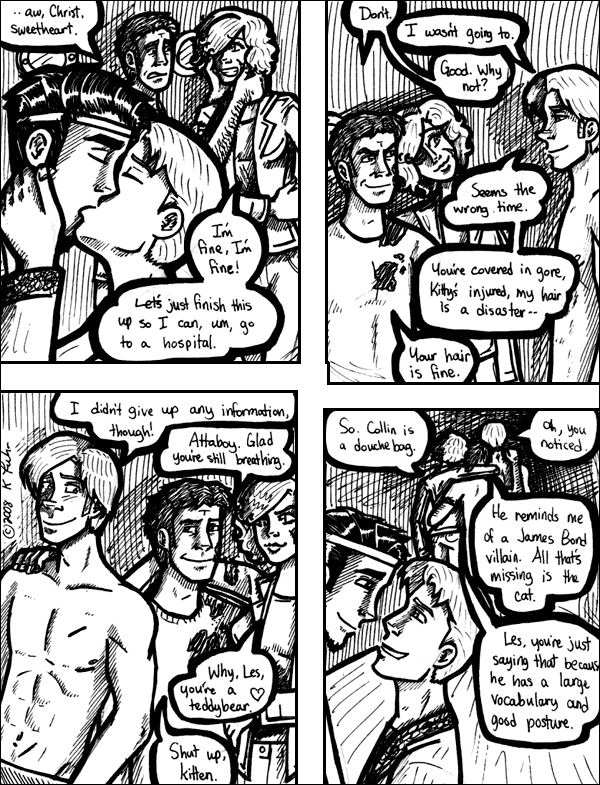 ..aw, Christ,
sweetheart.
I'm
fine, I'm
fine!
Let's just finish this
up so I can, um, go
to a hospital.
Don't.
I wasn't going to.
Good. Why
not?
Seems the
wrong time.
You're covered in gore,
Kitty's injured, my hair
is a disaster--
Your hair
is fine.
I didn't give up any information,
though!
Attaboy. Glad
you're still breathing.
Why, Les,
you're a
teddybear. ♡
Shut up,
kitten.
©2008 K Fuhr
So. Collin is
a douchebag.
Oh, you
noticed.
He reminds me
of a James Bond
villain. All that's
missing is the
cat.
Les, you're just
saying that because
he has a large
vocabulary and
good posture.